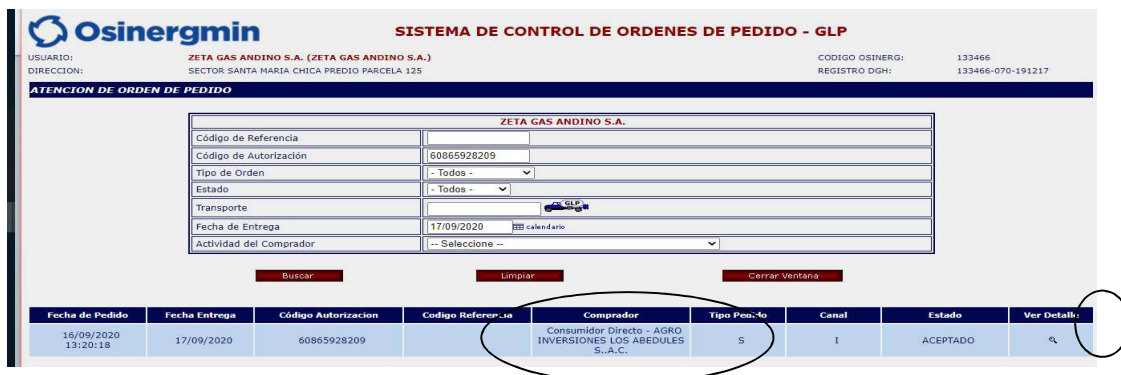 Osinergmin
SISTEMA DE CONTROL DE ORDENES DE PEDIDO - GLP
USUARIO: ZETA GAS ANDINO S.A. (ZETA GAS ANDINO S.A.) CODIGO OSINERG: 133466
DIRECCION: SECTOR SANTA MARIA CHICA PREDIO PARCELA 125 REGISTRO DGH: 133466-070-191217
ATENCION DE ORDEN DE PEDIDO
ZETA GAS ANDINO S.A.
Código de Referencia
Código de Autorización 60865928209
Tipo de Orden - Todos -
Estado - Todos -
Transporte GLP
Fecha de Entrega 17/09/2020 calendario
Actividad del Comprador -- Seleccione --
Buscar Limpiar Cerrar Ventana
Fecha de Pedido Fecha Entrega Código Autorizacion Codigo Referencia Comprador Tipo Pedido Canal Estado Ver Detalle
16/09/2020 13:20:18 17/09/2020 60865928209 Consumidor Directo - AGRO INVERSIONES LOS ABEDULES S..A.C. S I ACEPTADO